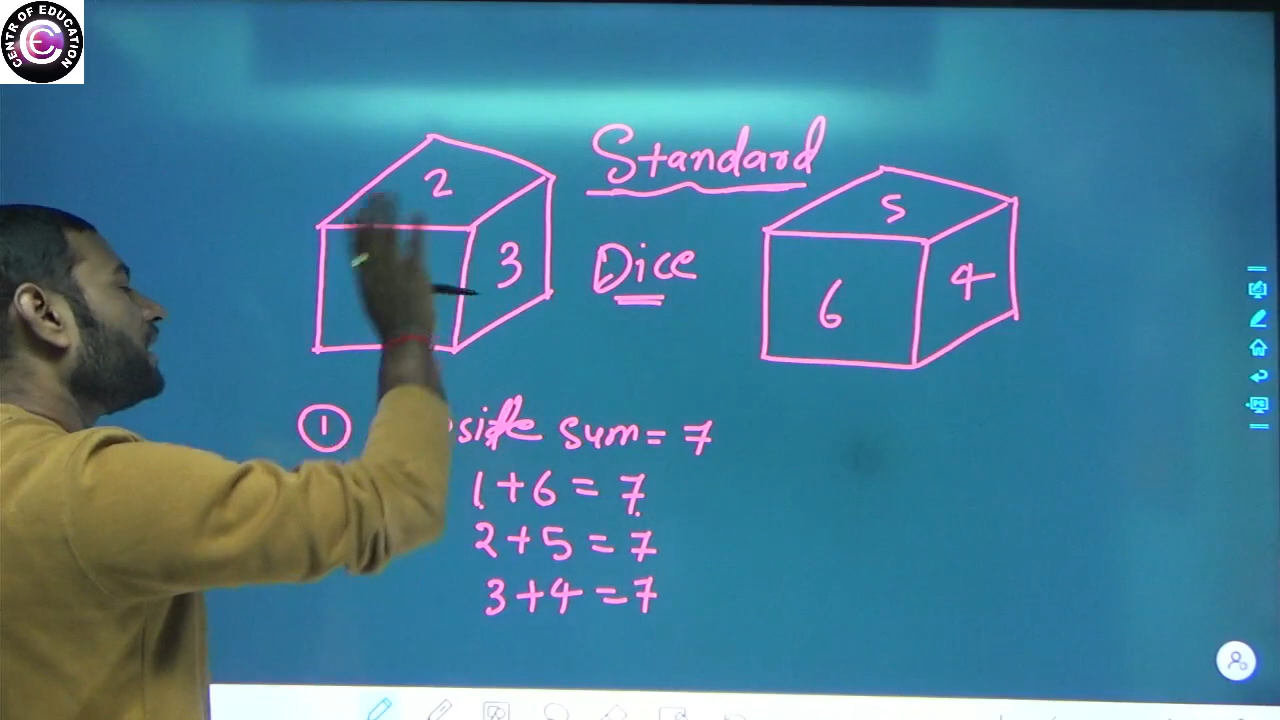 CENTR OF EDUCATION
Standard
Dice
2
3
5
6
4
1
sum = 7
1 + 6 = 7
2 + 5 = 7
3 + 4 = 7